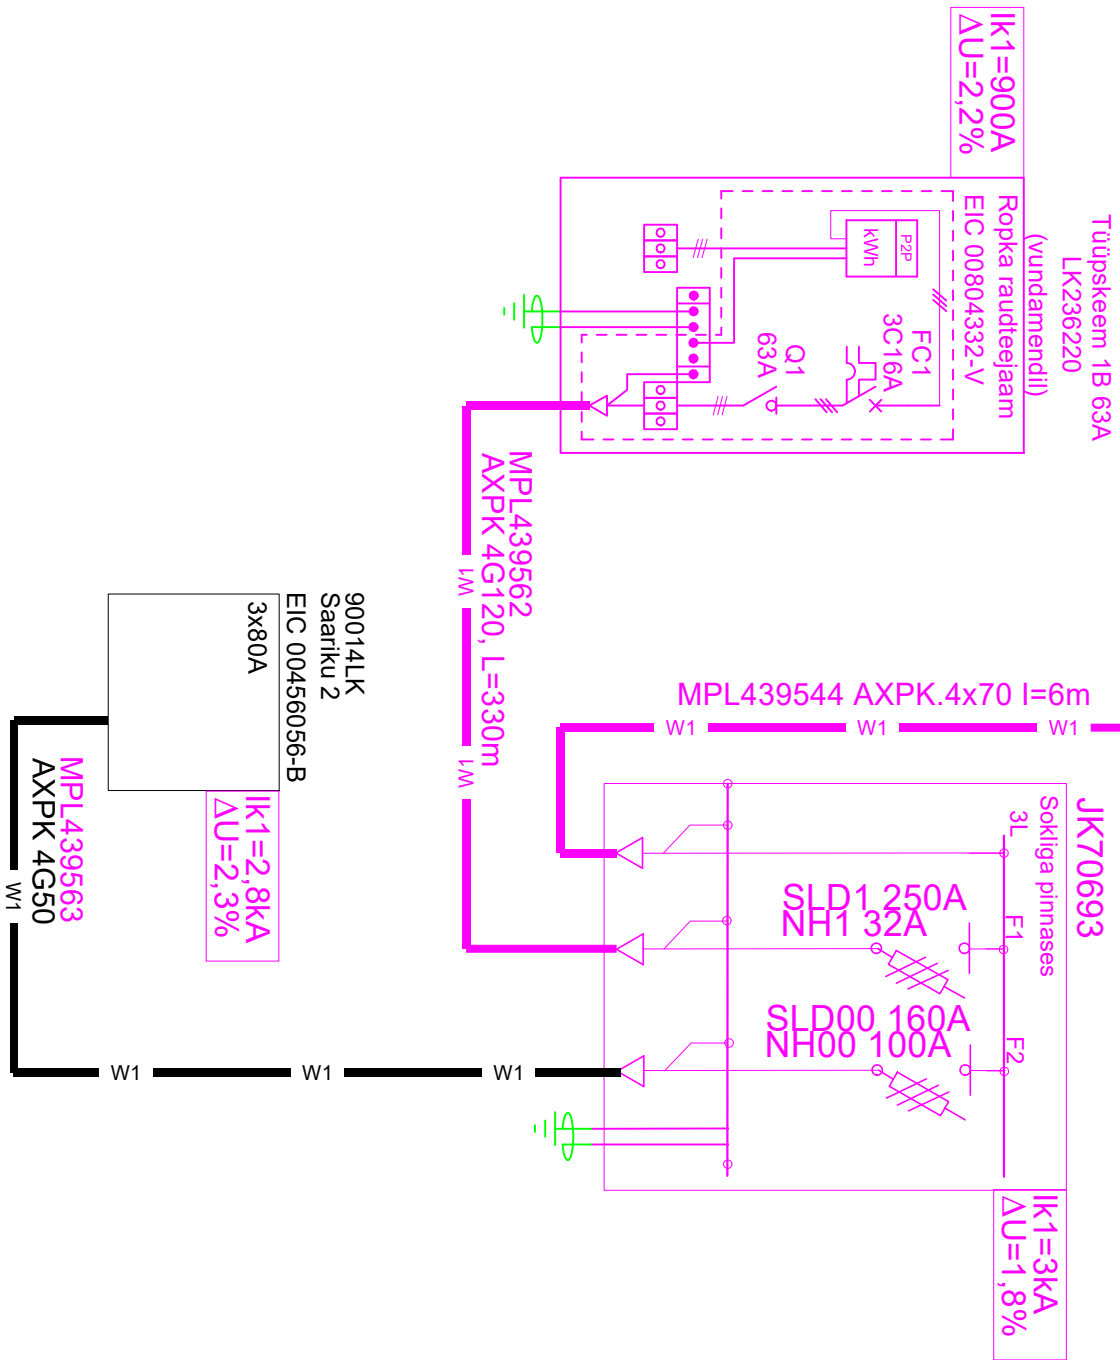 Ik1=900A
ΔU=2,2%
Tüüpskeem 1B 63A
LK236220
(vundamendil)
Ropka raudteejaam
EIC 00804332-V
P2P
kWh
FC1
3C16A
Q1
63A
MPL439562
AXPK 4G120, L=330m
W1
W1
90014LK
Saariku 2
EIC 00456056-B
3x80A
Ik1=2,8kA
ΔU=2,3%
MPL439563
AXPK 4G50
W1
W1
W1
W1
MPL439544 AXPK.4x70 l=6m
W1
W1
W1
JK70693
Sokliga pinnases
3L
F1
SLD1 250A
NH1 32A
F2
SLD00 160A
NH00 100A
Ik1=3kA
ΔU=1,8%